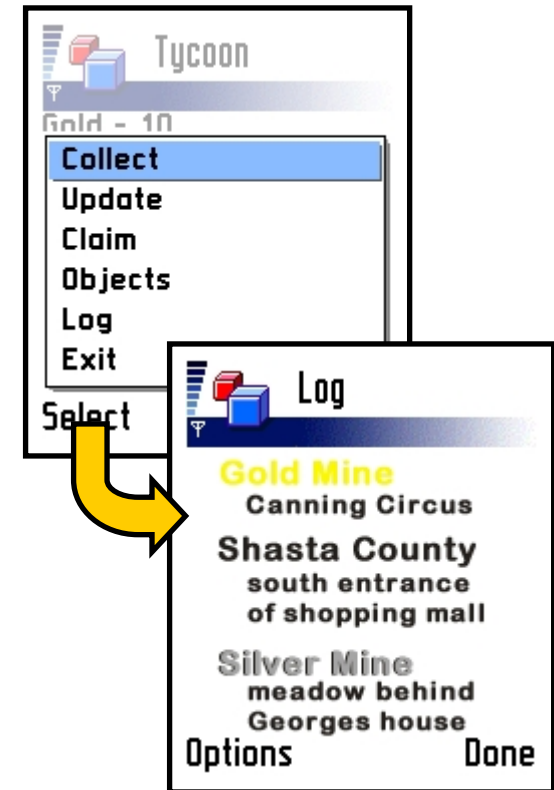 Tycoon
Gold - 10
Collect
Update
Claim
Objects
Log
Exit
Select
Log
Gold Mine
Canning Circus
Shasta County
south entrance
of shopping mall
Silver Mine
meadow behind
Georges house
Options Done